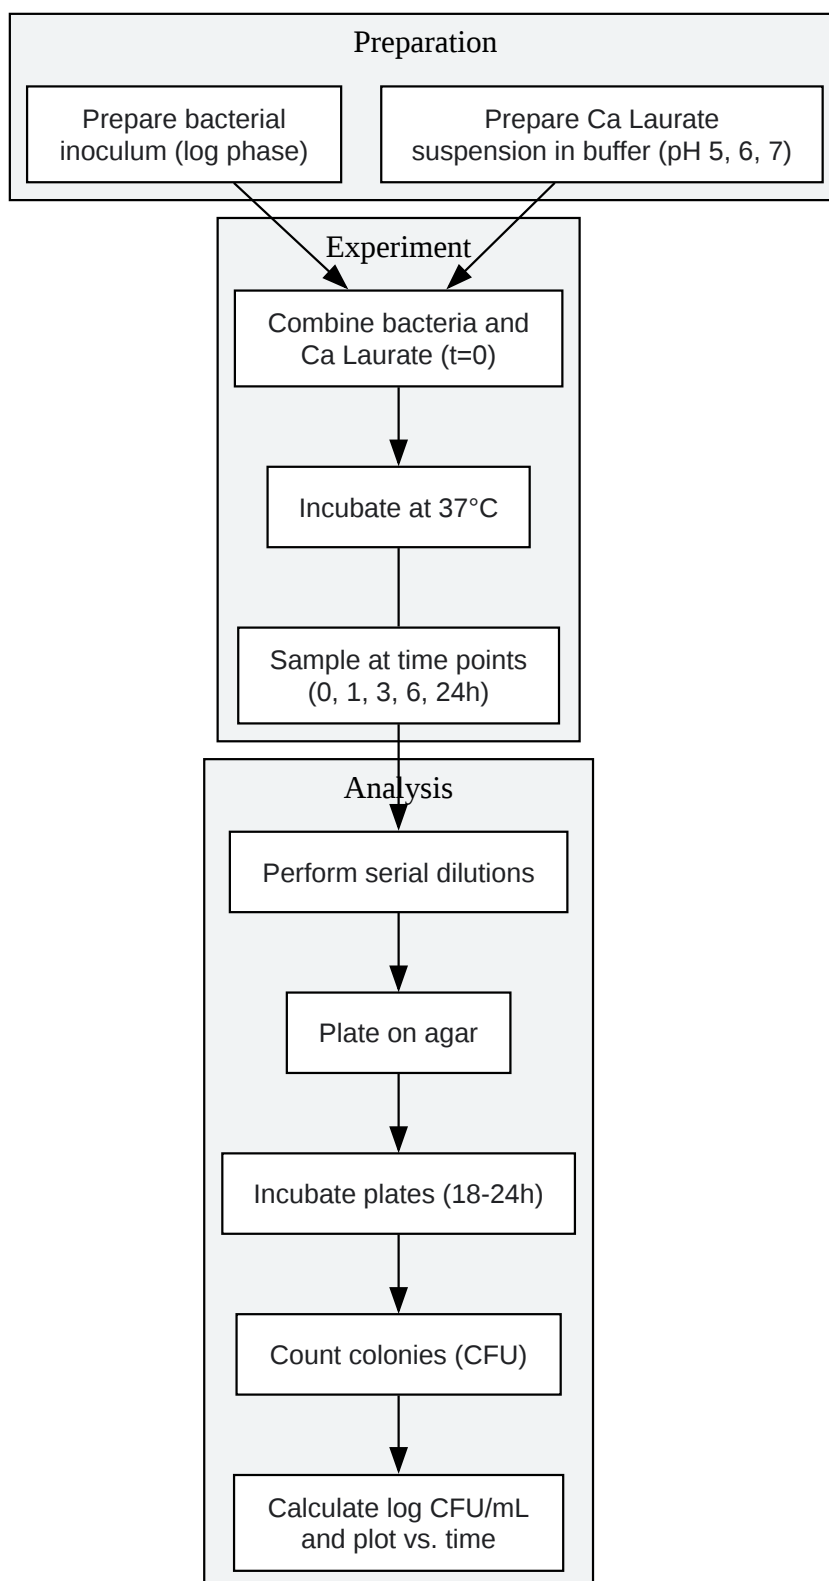 Preparation
Prepare bacterial
inoculum (log phase)
Prepare Ca Laurate
suspension in buffer (pH 5, 6, 7)
Experiment
Combine bacteria and
Ca Laurate (t=0)
Incubate at 37°C
Sample at time points
(0, 1, 3, 6, 24h)
Analysis
Perform serial dilutions
Plate on agar
Incubate plates (18-24h)
Count colonies (CFU)
Calculate log CFU/mL
and plot vs. time